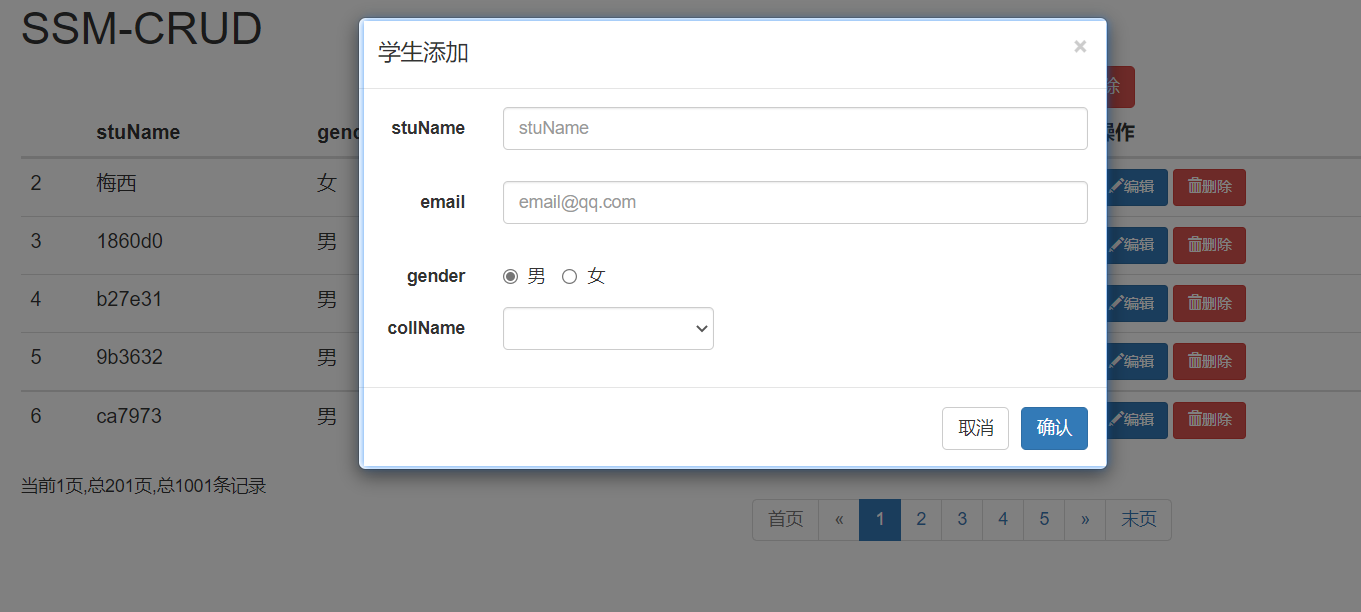 SSM-CRUD
学生添加 ×
除
stuName gend 操作
stuName stuName
email email@qq.com
gender 男 女
collName
取消 确认
2 梅西 女 编辑 删除
3 1860d0 男 编辑 删除
4 b27e31 男 编辑 删除
5 9b3632 男 编辑 删除
6 ca7973 男 编辑 删除
当前1页,总201页,总1001条记录
首页 « 1 2 3 4 5 » 末页